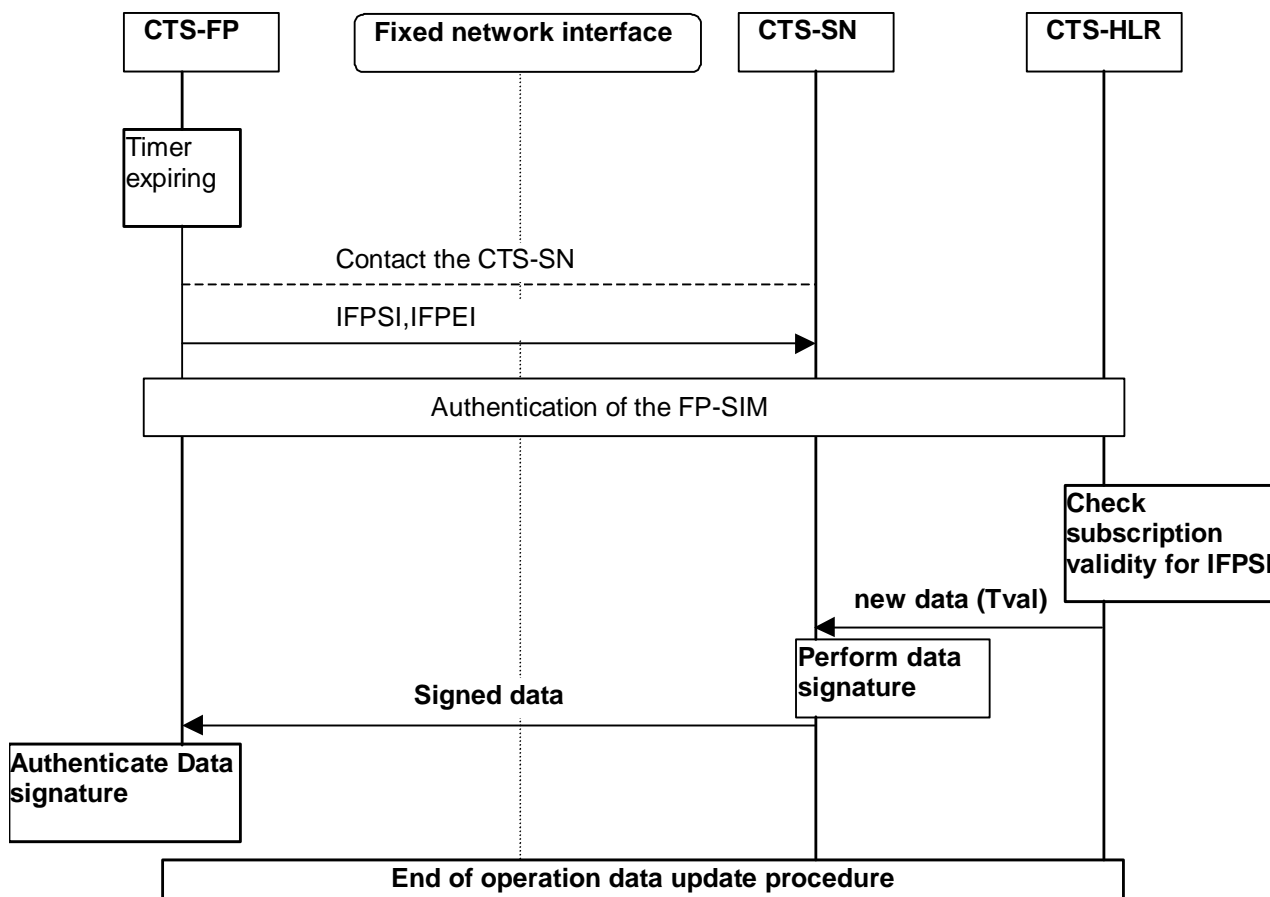 CTS-FP
Fixed network interface
CTS-SN
CTS-HLR
Timer
expiring
Contact the CTS-SN
IFPSI,IFPEI
Authentication of the FP-SIM
Check
subscription
validity for IFPSI
new data (Tval)
Perform data
signature
Signed data
Authenticate Data
signature
End of operation data update procedure